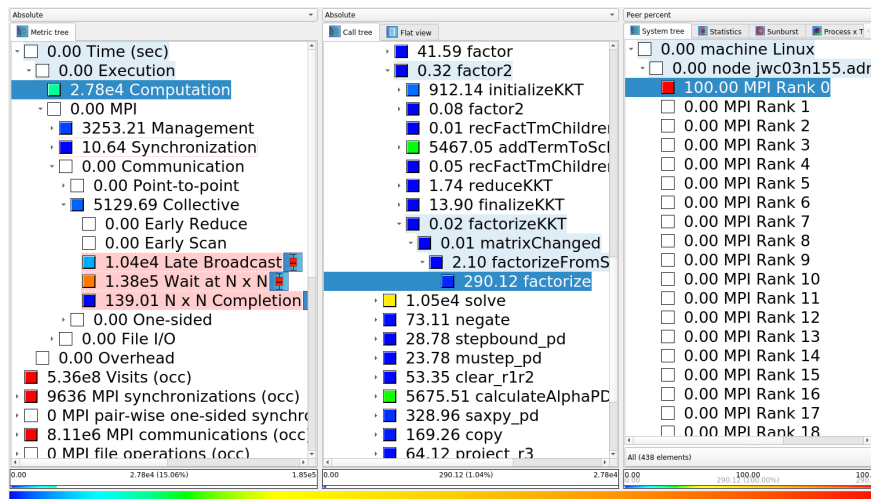 Absolute
Metric tree
0.00 Time (sec)
0.00 Execution
2.78e4 Computation
0.00 MPI
3253.21 Management
10.64 Synchronization
0.00 Communication
0.00 Point-to-point
5129.69 Collective
0.00 Early Reduce
0.00 Early Scan
1.04e4 Late Broadcast
1.38e5 Wait at N x N
139.01 N x N Completion
0.00 One-sided
0.00 File I/O
0.00 Overhead
5.36e8 Visits (occ)
9636 MPI synchronizations (occ)
0 MPI pair-wise one-sided synchro
8.11e6 MPI communications (occ
0 MPI file operations (occ)
0.00 2.78e4 (15.06%) 1.85e5
Absolute
Call tree Flat view
41.59 factor
0.32 factor2
912.14 initializeKKT
0.08 factor2
0.01 recFactTmChildre
5467.05 addTermToSc
0.05 recFactTmChildre
1.74 reduceKKT
13.90 finalizeKKT
0.02 factorizeKKT
0.01 matrixChanged
2.10 factorizeFromS
290.12 factorize
1.05e4 solve
73.11 negate
28.78 stepbound_pd
23.78 mustep_pd
53.35 clear_r1r2
5675.51 calculateAlphaPD
328.96 saxpy_pd
169.26 copy
64.12 project_r3
0.00 290.12 (1.04%) 2.78e4
Peer percent
System tree Statistics Sunburst Process x T
0.00 machine Linux
0.00 node jwc03n155.adr
100.00 MPI Rank 0
0.00 MPI Rank 1
0.00 MPI Rank 2
0.00 MPI Rank 3
0.00 MPI Rank 4
0.00 MPI Rank 5
0.00 MPI Rank 6
0.00 MPI Rank 7
0.00 MPI Rank 8
0.00 MPI Rank 9
0.00 MPI Rank 10
0.00 MPI Rank 11
0.00 MPI Rank 12
0.00 MPI Rank 13
0.00 MPI Rank 14
0.00 MPI Rank 15
0.00 MPI Rank 16
0.00 MPI Rank 17
0.00 MPI Rank 18
All (438 elements)
0.00 100.00 100.
0.00 290.12 (100.00%) 290.